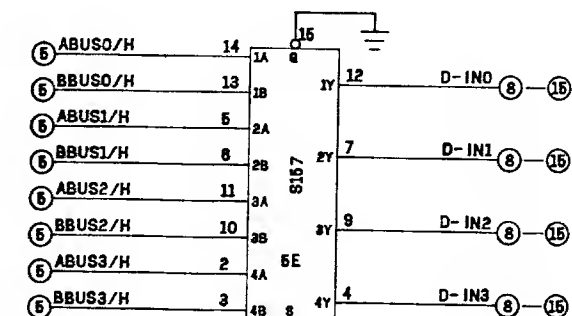 15
G
5 ABUS0/H 14 1A
12 D-IN0 8 15
1Y
5 BBUS0/H 13 1B
5 ABUS1/H 5 2A
7 D-IN1 8 15
2Y
5 BBUS1/H 6 2B
S157
5 ABUS2/H 11 3A
9 D-IN2 8 15
3Y
5 BBUS2/H 10 3B
5E
5 ABUS3/H 2 4A
4 D-IN3 8 15
4Y
5 BBUS3/H 3 4B
S